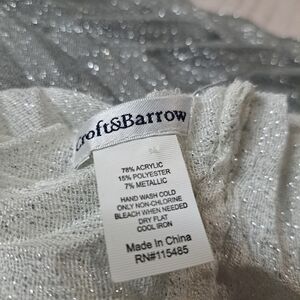 Croft&Barrow
78% ACRYLIC
15% POLYESTER
7% METALLIC
HAND WASH COLD
ONLY NON-CHLORINE
BLEACH WHEN NEEDED
DRY FLAT
COOL IRON
Made In China
RN#115485